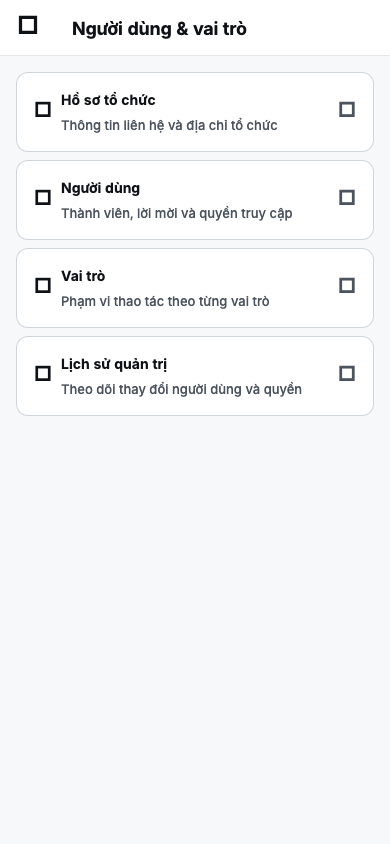 Người dùng & vai trò
Hồ sơ tổ chức
Thông tin liên hệ và địa chỉ tổ chức
Người dùng
Thành viên, lời mời và quyền truy cập
Vai trò
Phạm vi thao tác theo từng vai trò
Lịch sử quản trị
Theo dõi thay đổi người dùng và quyền